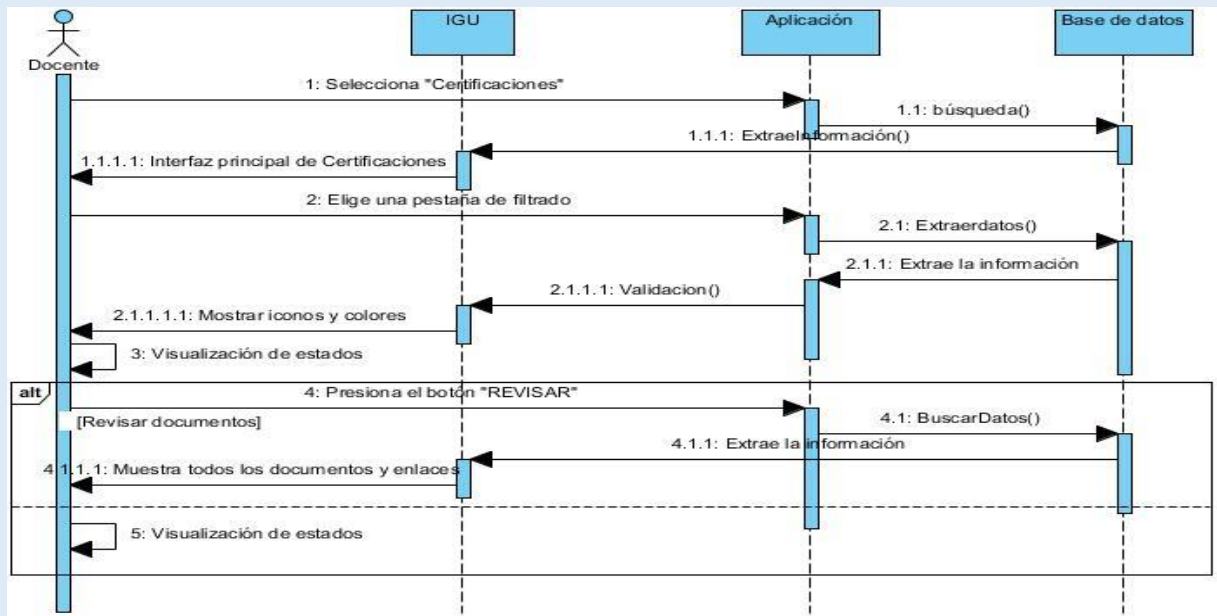 IGU
Aplicación
Base de datos
Docente
1: Selecciona "Certificaciones"
1.1: búsqueda()
1.1.1: ExtraeInformación()
1.1.1.1: Interfaz principal de Certificaciones
2: Elige una pestaña de filtrado
2.1: Extraerdatos()
2.1.1: Extrae la información
2.1.1.1: Validacion()
2.1.1.1.1: Mostrar iconos y colores
3: Visualización de estados
alt
4: Presiona el botón "REVISAR"
[Revisar documentos]
4.1: BuscarDatos()
4.1.1: Extrae la información
4.1.1.1: Muestra todos los documentos y enlaces
5: Visualización de estados